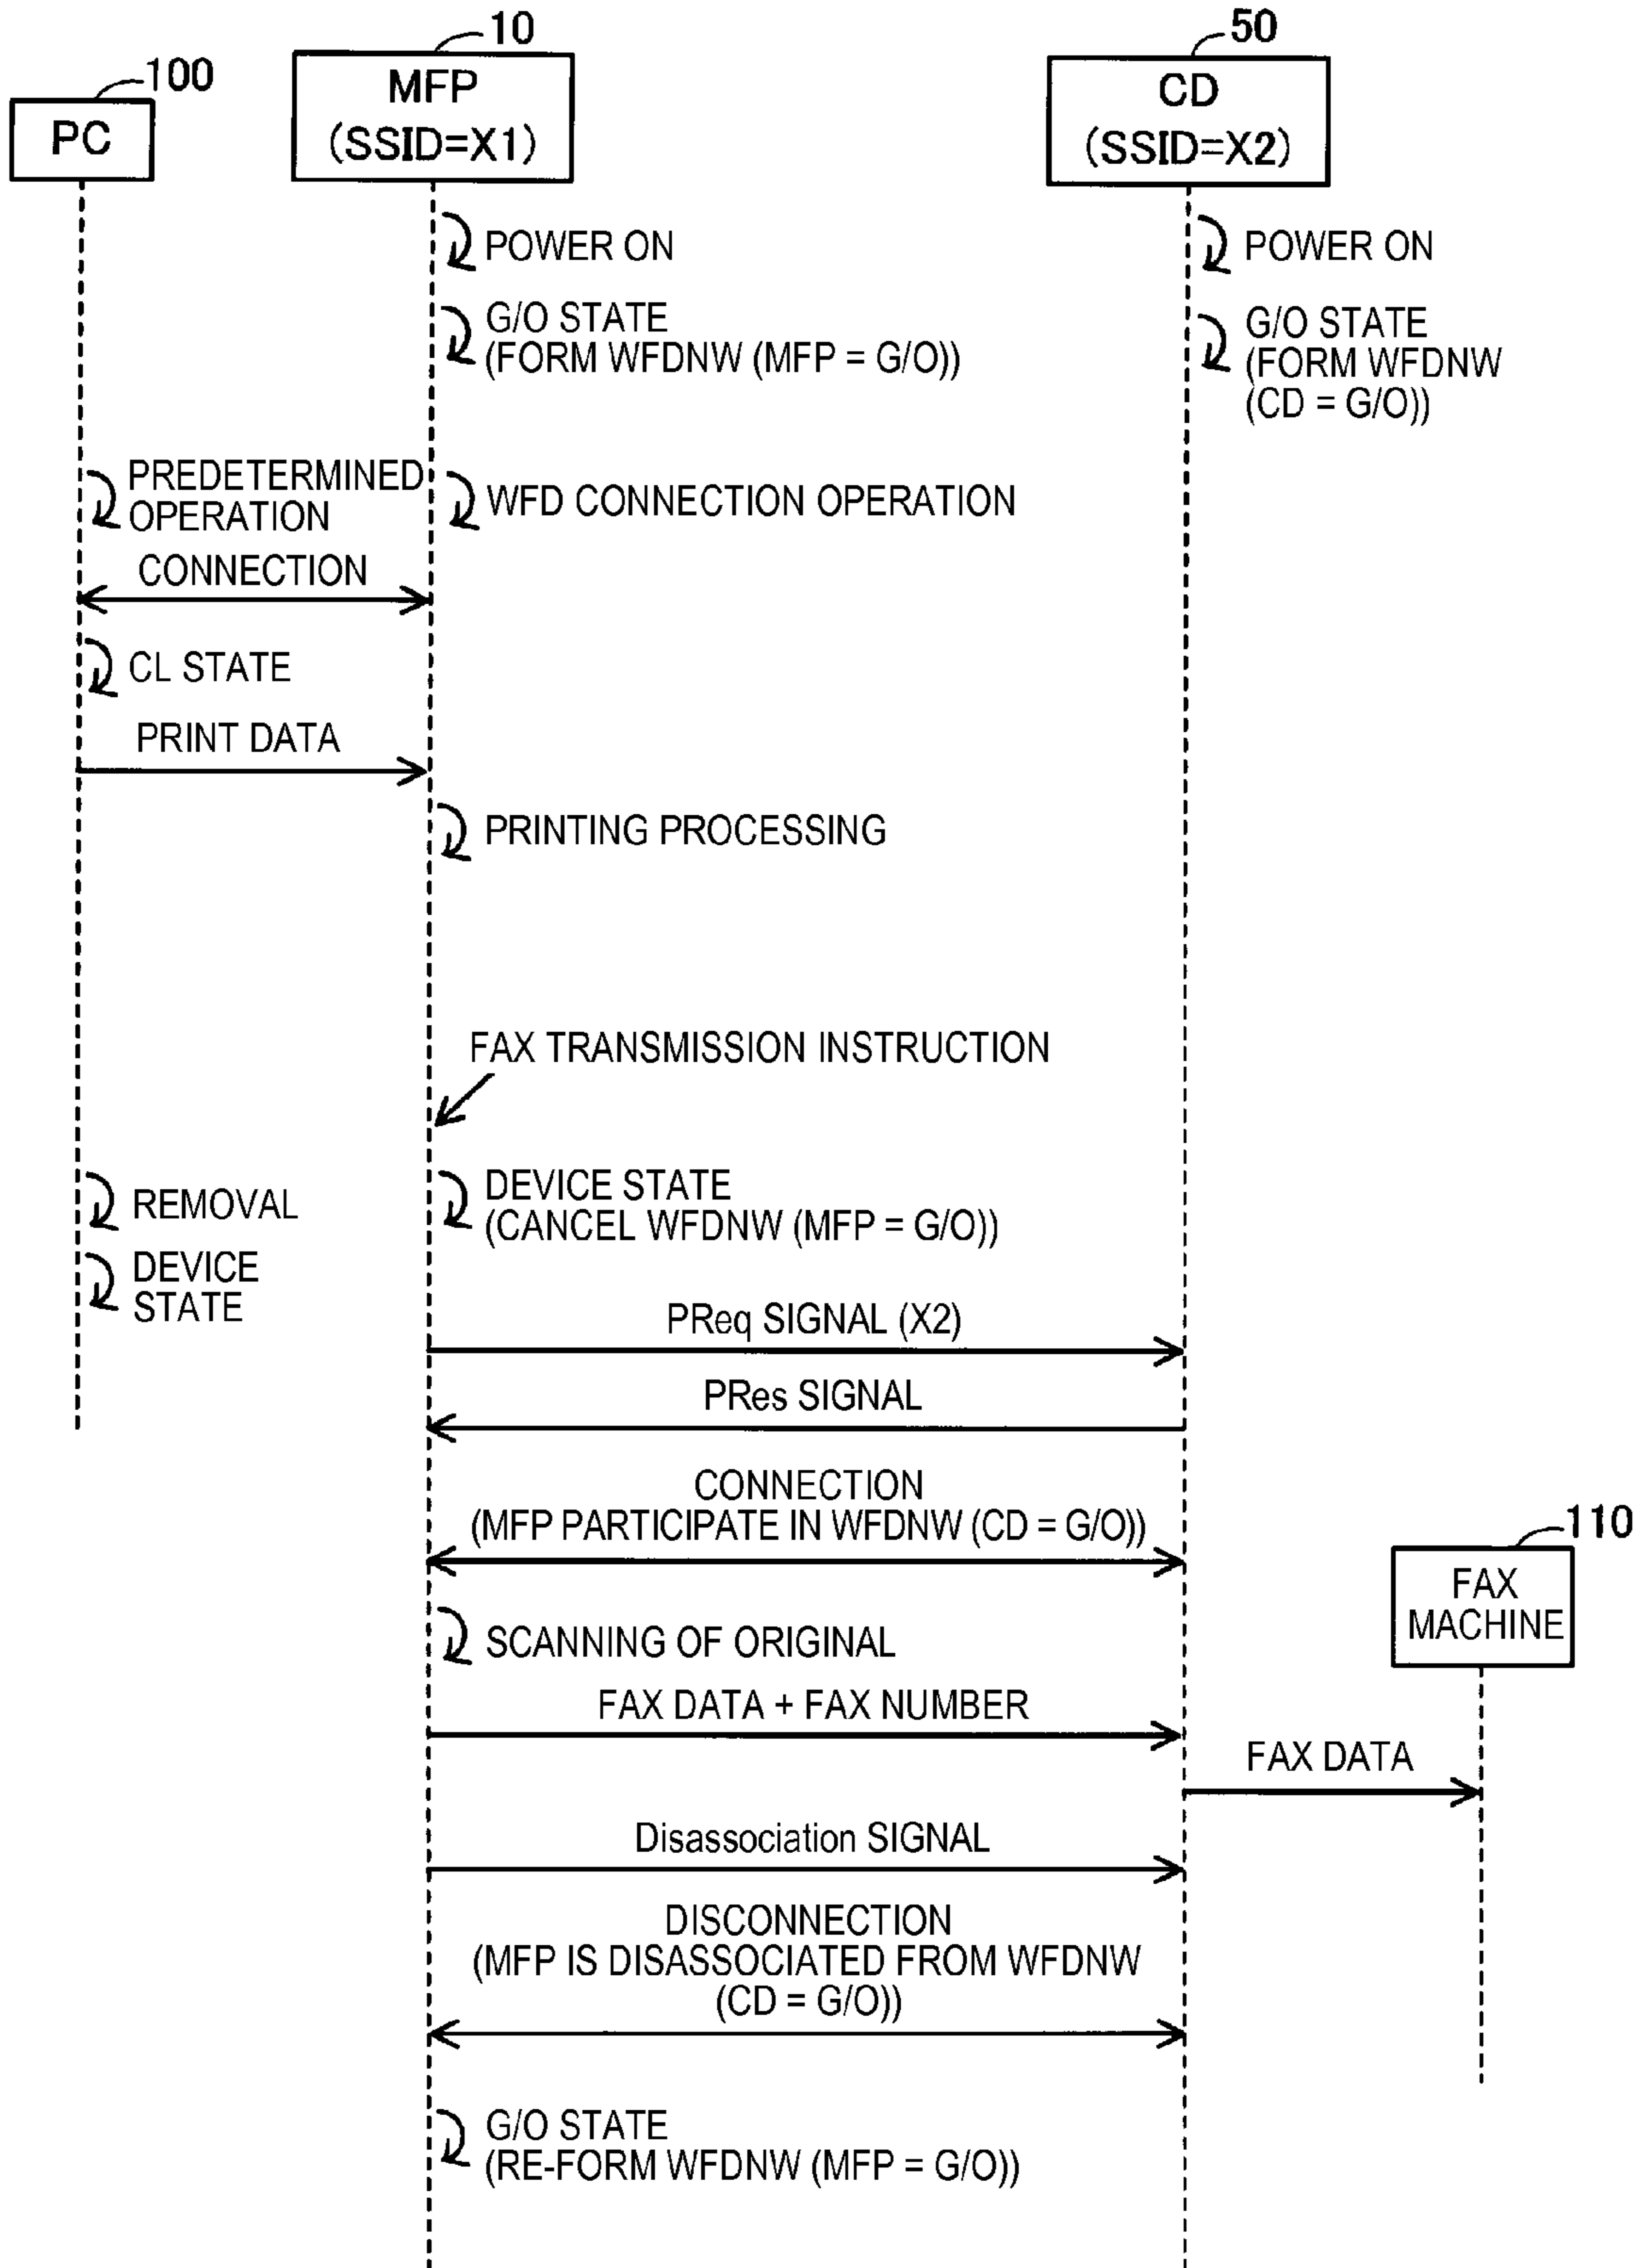 10
50
100
MFP
(SSID=X1)
CD
(SSID=X2)
PC
POWER ON
POWER ON
G/O STATE
(FORM WFDNW (MFP = G/O))
G/O STATE
(FORM WFDNW
(CD = G/O))
PREDETERMINED
OPERATION
WFD CONNECTION OPERATION
CONNECTION
CL STATE
PRINT DATA
PRINTING PROCESSING
FAX TRANSMISSION INSTRUCTION
REMOVAL
DEVICE STATE
(CANCEL WFDNW (MFP = G/O))
DEVICE
STATE
PReq SIGNAL (X2)
PRes SIGNAL
CONNECTION
(MFP PARTICIPATE IN WFDNW (CD = G/O))
110
FAX
MACHINE
SCANNING OF ORIGINAL
FAX DATA + FAX NUMBER
FAX DATA
Disassociation SIGNAL
DISCONNECTION
(MFP IS DISASSOCIATED FROM WFDNW
(CD = G/O))
G/O STATE
(RE-FORM WFDNW (MFP = G/O))